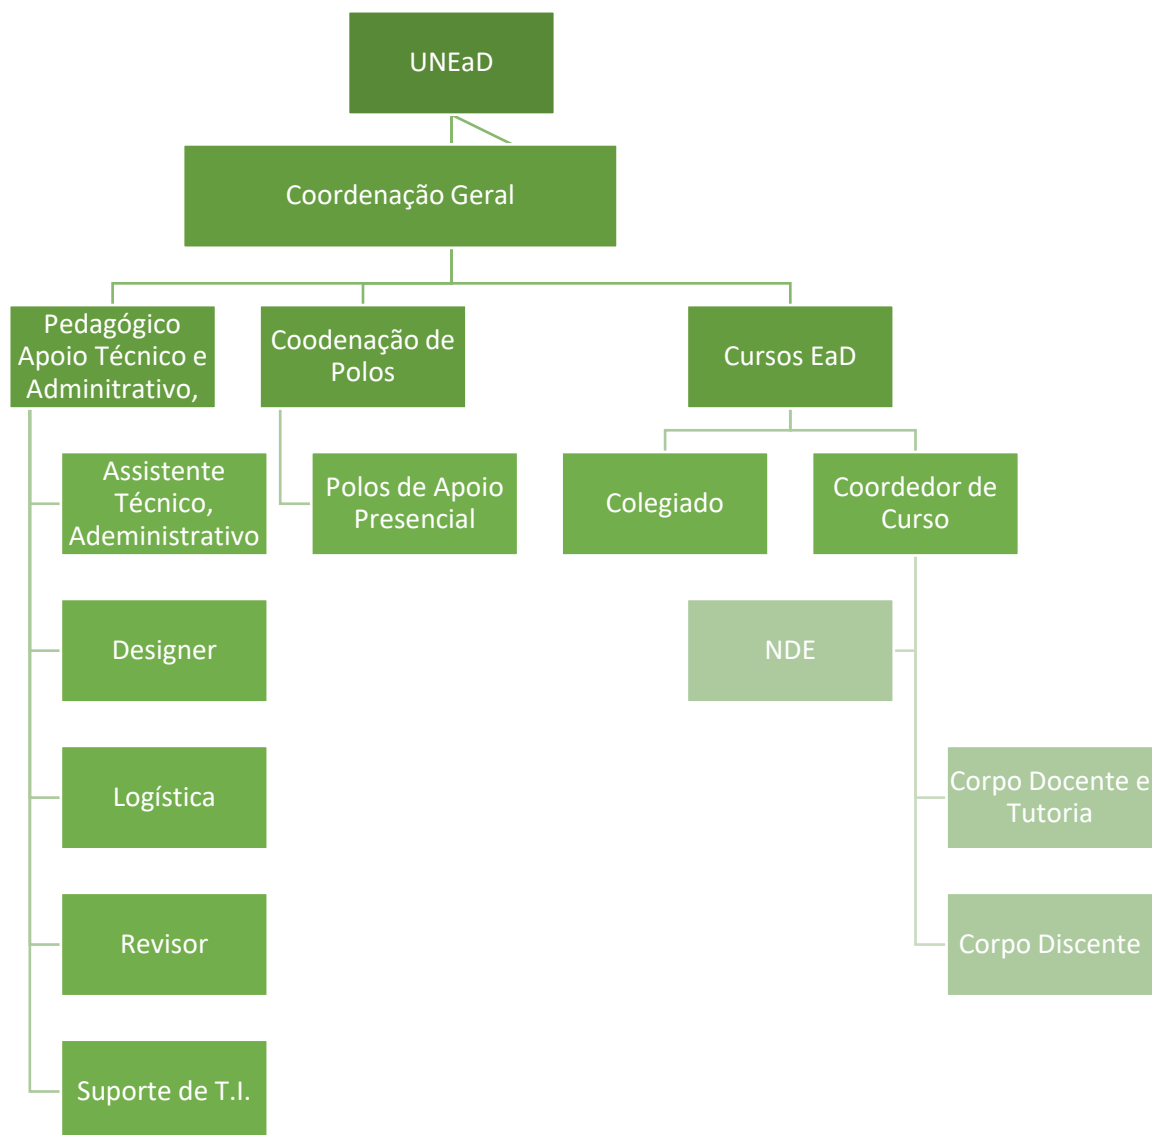 UNEaD
Coordenação Geral
Pedagógico
Apoio Técnico e
Adminitrativo,
Coodenação de
Polos
Cursos EaD
Assistente
Técnico,
Adeministrativo
Polos de Apoio
Presencial
Colegiado
Coordedor de
Curso
Designer
NDE
Logística
Corpo Docente e
Tutoria
Revisor
Corpo Discente
Suporte de T.I.